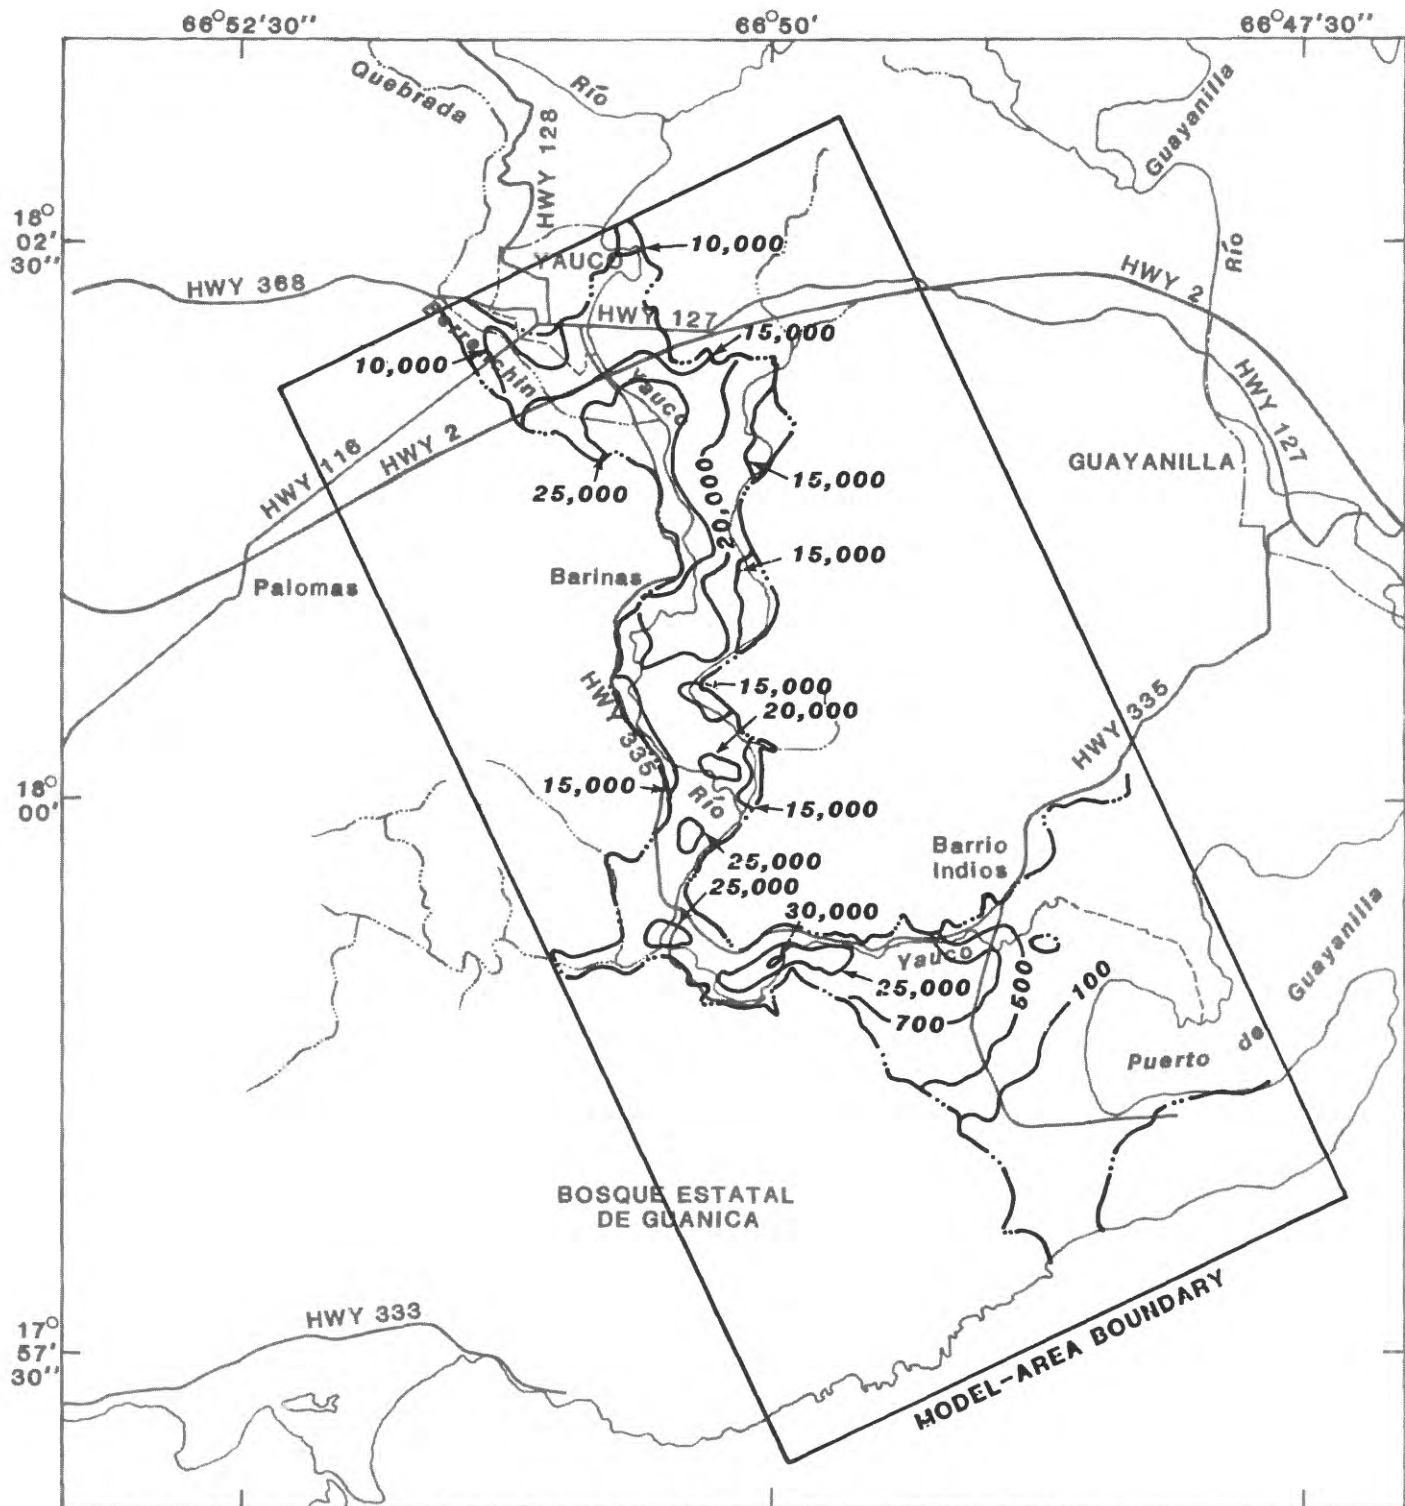 66°52'30''
66°50'
66°47'30''
Quebrada
Río
HWY 128
Guayanilla
18°
02'
30''
10,000
YAUCO
Río
HWY 2
HWY 368
HWY 127
Berrenchin
15,000
10,000
Yauco
HWY 127
HWY 116
HWY 2
GUAYANILLA
25,000
20,000
15,000
15,000
Barinas
Palomas
15,000
20,000
HWY 335
HWY 335
15,000
Río
15,000
18°
00'
Barrio
Indios
25,000
25,000
30,000
Yauco
25,000
500
100
Guayanilla
700
Puerto de
BOSQUE ESTATAL
DE GUANICA
MODEL-AREA BOUNDARY
HWY 333
17°
57'
30''